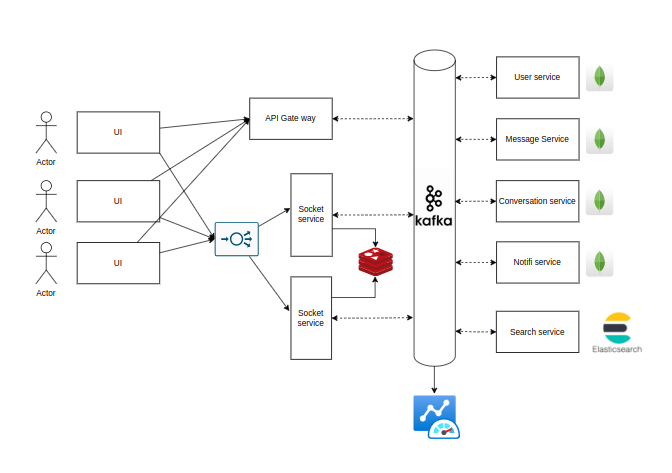 Actor
UI
Actor
UI
Actor
UI
API Gate way
Socket
service
Socket
service
kafka
User service
Message Service
Conversation service
Notifi service
Search service
Elasticsearch